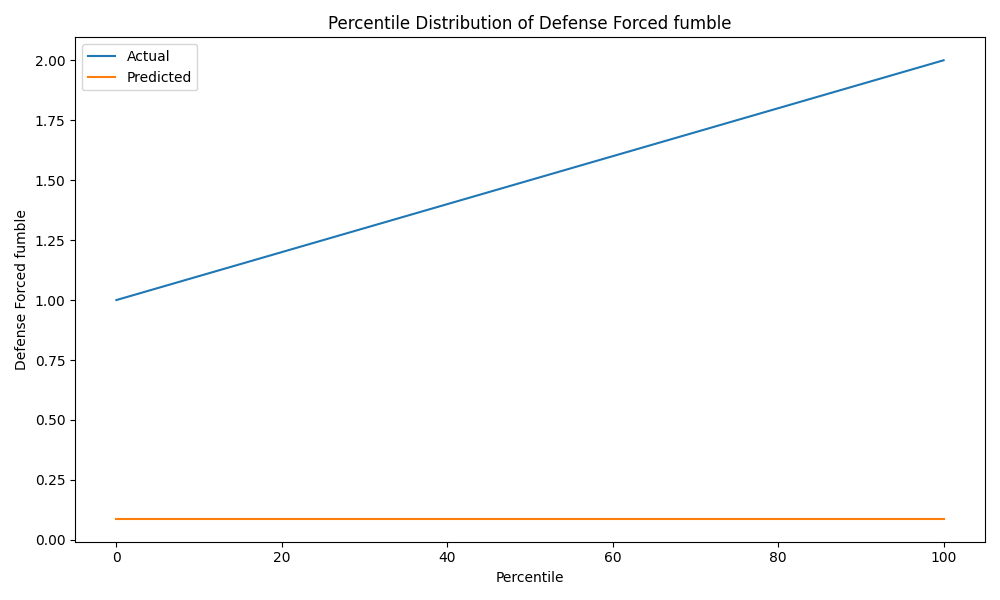 Percentile Distribution of Defense Forced fumble
Actual
Predicted
2.00
1.75
1.50
1.25
1.00
0.75
0.50
0.25
0.00
Defense Forced fumble
0 20 40 60 80 100
Percentile